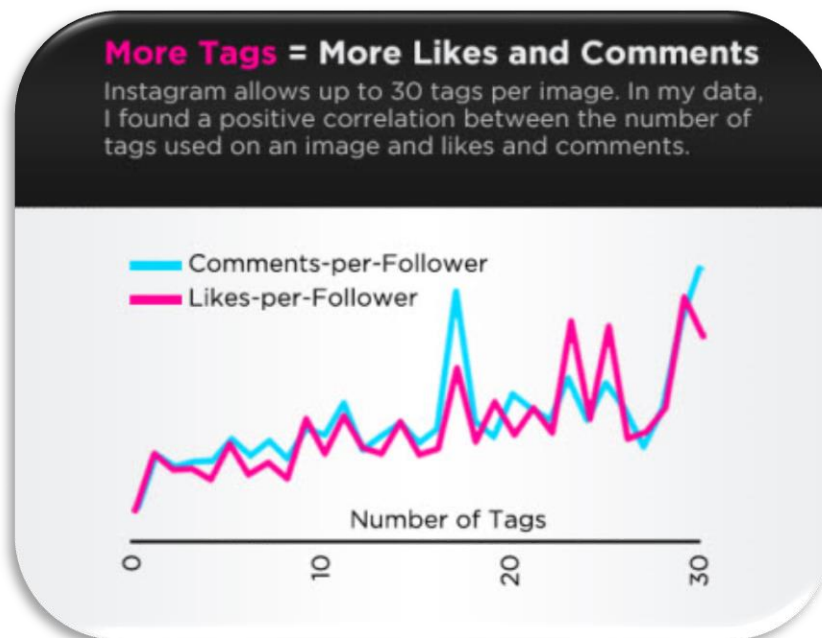 More Tags = More Likes and Comments
Instagram allows up to 30 tags per image. In my data,
I found a positive correlation between the number of
tags used on an image and likes and comments.
Comments-per-Follower
Likes-per-Follower
Number of Tags
0
10
20
30